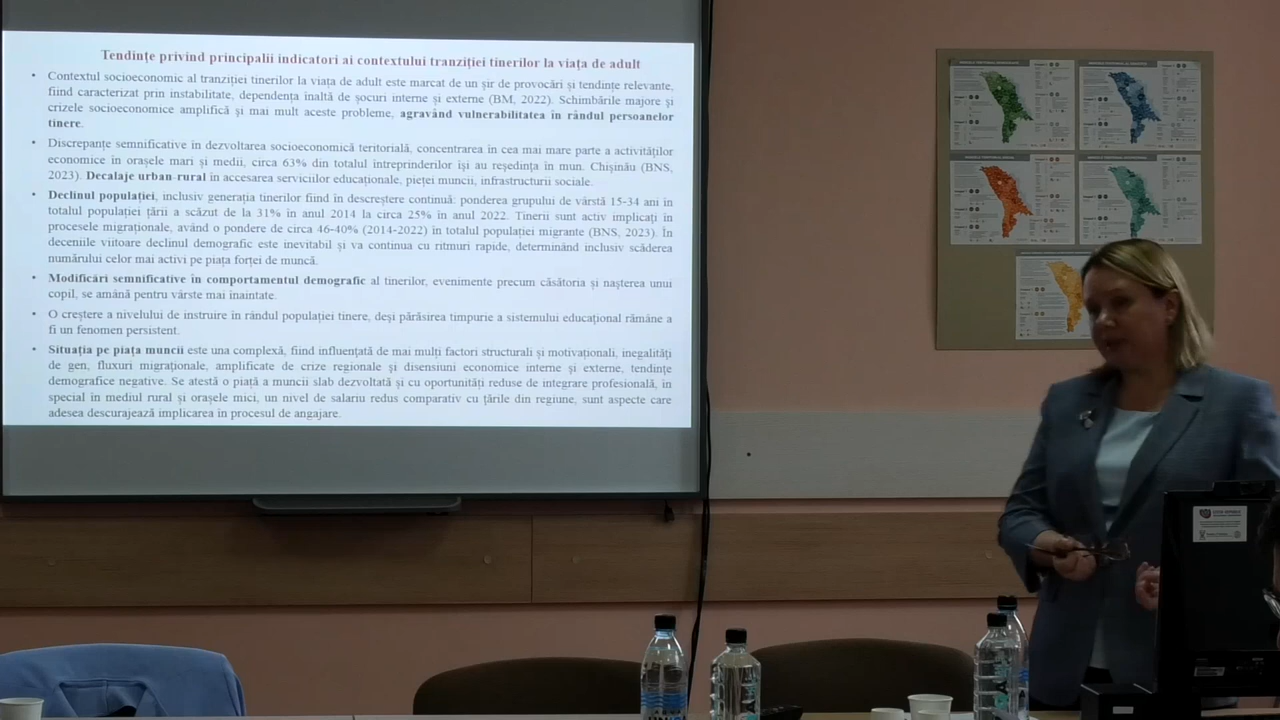 Tendințe privind principalii indicatori ai contextului tranziției tinerilor la viața de adult
• Contextul socioeconomic al tranziției tinerilor la viața de adult este marcat de un șir de provocări și tendințe relevante,
fiind caracterizat prin instabilitate, dependența înaltă de șocuri interne și externe (BM, 2022). Schimbările majore și
crizele socioeconomice amplifică și mai mult aceste probleme, agravând vulnerabilitatea în rândul persoanelor
tinere.
• Discrepanțe semnificative în dezvoltarea socioeconomică teritorială, concentrarea în cea mai mare parte a activităților
economice în orașele mari și medii, circa 63% din totalul întreprinderilor își au reședința în mun. Chișinău (BNS,
2023). Decalaje urban-rural în accesarea serviciilor educaționale, pieței muncii, infrastructurii sociale.
• Declinul populației, inclusiv generația tinerilor fiind în descreștere continuă: ponderea grupului de vârstă 15-34 ani în
totalul populației țării a scăzut de la 31% în anul 2014 la circa 25% în anul 2022. Tinerii sunt activ implicați în
procesele migraționale, având o pondere de circa 46-40% (2014-2022) în totalul populației migrante (BNS, 2023). În
deceniile viitoare declinul demografic este inevitabil și va continua cu ritmuri rapide, determinând inclusiv scăderea
numărului celor mai activi pe piața forței de muncă.
• Modificări semnificative în comportamentul demografic al tinerilor, evenimente precum căsătoria și nașterea unui
copil, se amână pentru vârste mai înaintate.
• O creștere a nivelului de instruire în rândul populației tinere, deși părăsirea timpurie a sistemului educațional rămâne a
fi un fenomen persistent.
• Situația pe piața muncii este una complexă, fiind influențată de mai mulți factori structurali și motivaționali, inegalități
de gen, fluxuri migraționale, amplificate de crize regionale și disensiuni economice interne și externe, tendințe
demografice negative. Se atestă o piață a muncii slab dezvoltată și cu oportunități reduse de integrare profesională, în
special în mediul rural și orașele mici, un nivel de salariu redus comparativ cu țările din regiune, sunt aspecte care
adesea descurajează implicarea în procesul de angajare.